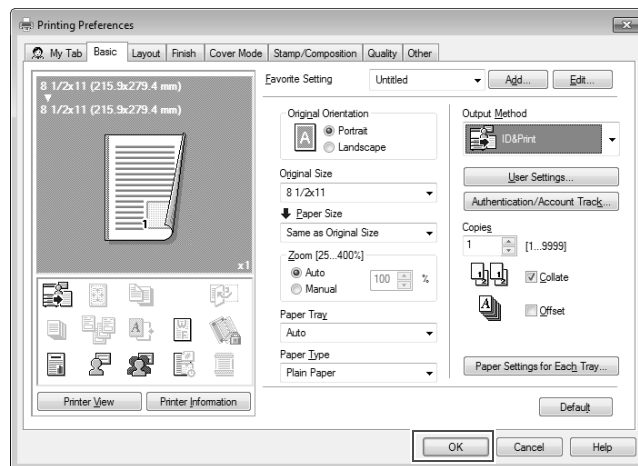 Printing Preferences
My Tab
Basic
Layout
Finish
Cover Mode
Stamp/Composition
Quality
Other
8 1/2x11 (215.9x279.4 mm)
8 1/2x11 (215.9x279.4 mm)
1
x1
Printer View
Printer Information
Favorite Setting
Untitled
Add...
Edit...
Original Orientation
A
Portrait
Landscape
Original Size
8 1/2x11
Paper Size
Same as Original Size
Zoom [25...400%]
Auto
Manual
100
%
Paper Tray
Auto
Paper Type
Plain Paper
Output Method
ID&Print
User Settings...
Authentication/Account Track...
Copies
1
[1...9999]
Collate
Offset
Paper Settings for Each Tray...
Default
OK
Cancel
Help